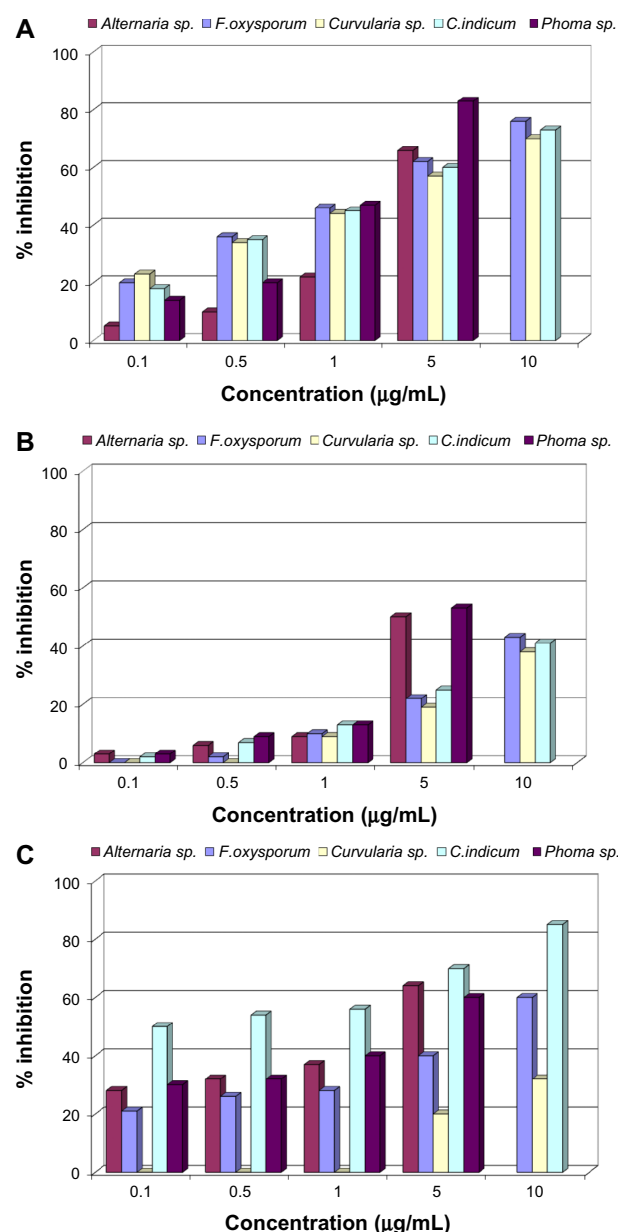 A
Alternaria sp. F.oxysporum Curvularia sp. C.indicum Phoma sp.
100
80
60
40
20
0
% inhibition
0.1 0.5 1 5 10
Concentration (µg/mL)
B
Alternaria sp. F.oxysporum Curvularia sp. C.indicum Phoma sp.
100
80
60
40
20
0
% inhibition
0.1 0.5 1 5 10
Concentration (µg/mL)
C
Alternaria sp. F.oxysporum Curvularia sp. C.indicum Phoma sp.
100
80
60
40
20
0
% inhibition
0.1 0.5 1 5 10
Concentration (µg/mL)